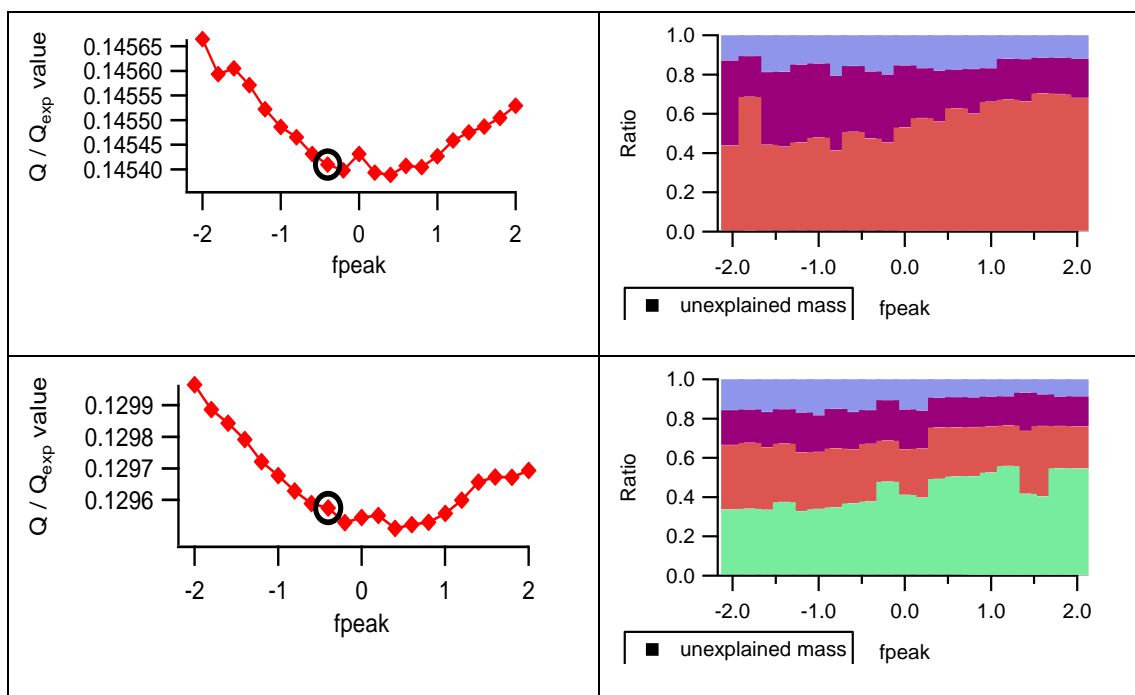 Q / Qexp value
0.14565
0.14560
0.14555
0.14550
0.14545
0.14540
-2 -1 0 1 2
fpeak
Ratio
1.0
0.8
0.6
0.4
0.2
0.0
-2.0 -1.0 0.0 1.0 2.0
unexplained mass
fpeak
Q / Qexp value
0.1299
0.1298
0.1297
0.1296
-2 -1 0 1 2
fpeak
Ratio
1.0
0.8
0.6
0.4
0.2
0.0
-2.0 -1.0 0.0 1.0 2.0
unexplained mass
fpeak